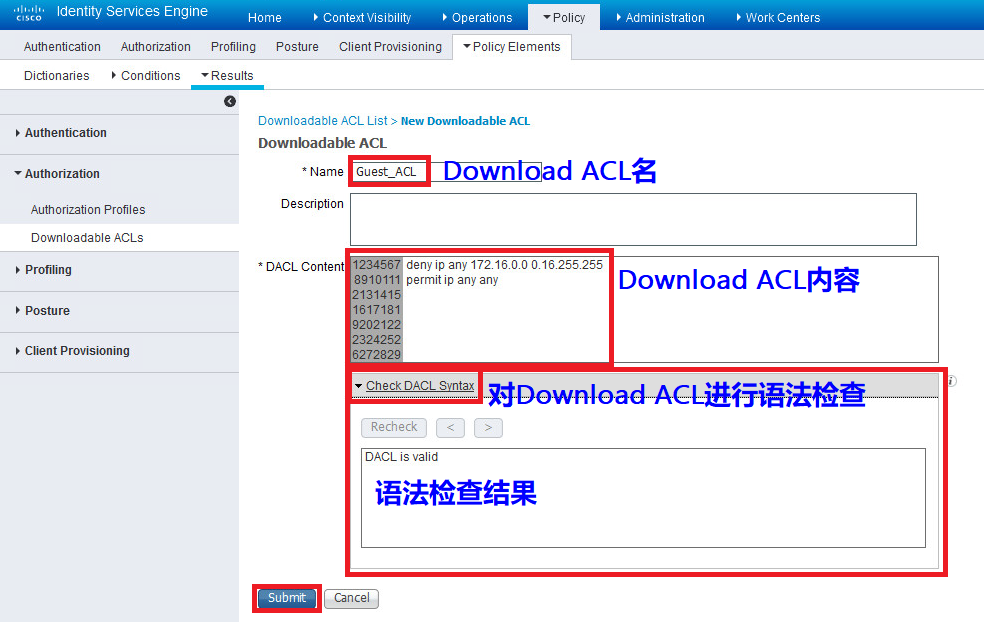 cisco Identity Services Engine Home Context Visibility Operations Policy Administration Work Centers
Authentication Authorization Profiling Posture Client Provisioning Policy Elements
Dictionaries Conditions Results
Authentication
Authorization
Authorization Profiles
Downloadable ACLs
Profiling
Posture
Client Provisioning
Downloadable ACL List > New Downloadable ACL
Downloadable ACL
* Name Guest_ACL Download ACL名
Description
* DACL Content
1234567 deny ip any 172.16.0.0 0.16.255.255
8910111 permit ip any any
2131415
1617181
9202122
2324252
6272829
Download ACL内容
Check DACL Syntax 对Download ACL进行语法检查
Recheck < >
DACL is valid
语法检查结果
Submit Cancel